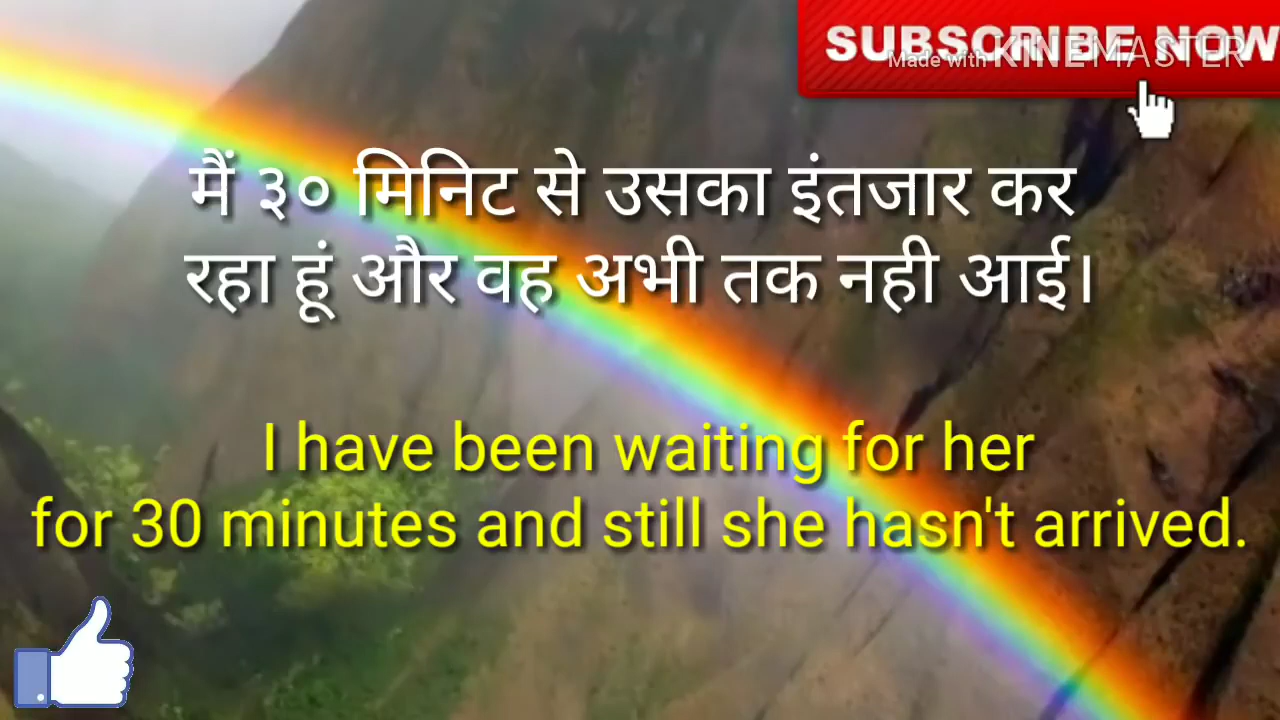 SUBSCRIBE NOW
Made with KINEMASTER
मैं ३० मिनिट से उसका इंतजार कर
रहा हूं और वह अभी तक नही आई।
I have been waiting for her
for 30 minutes and still she hasn't arrived.